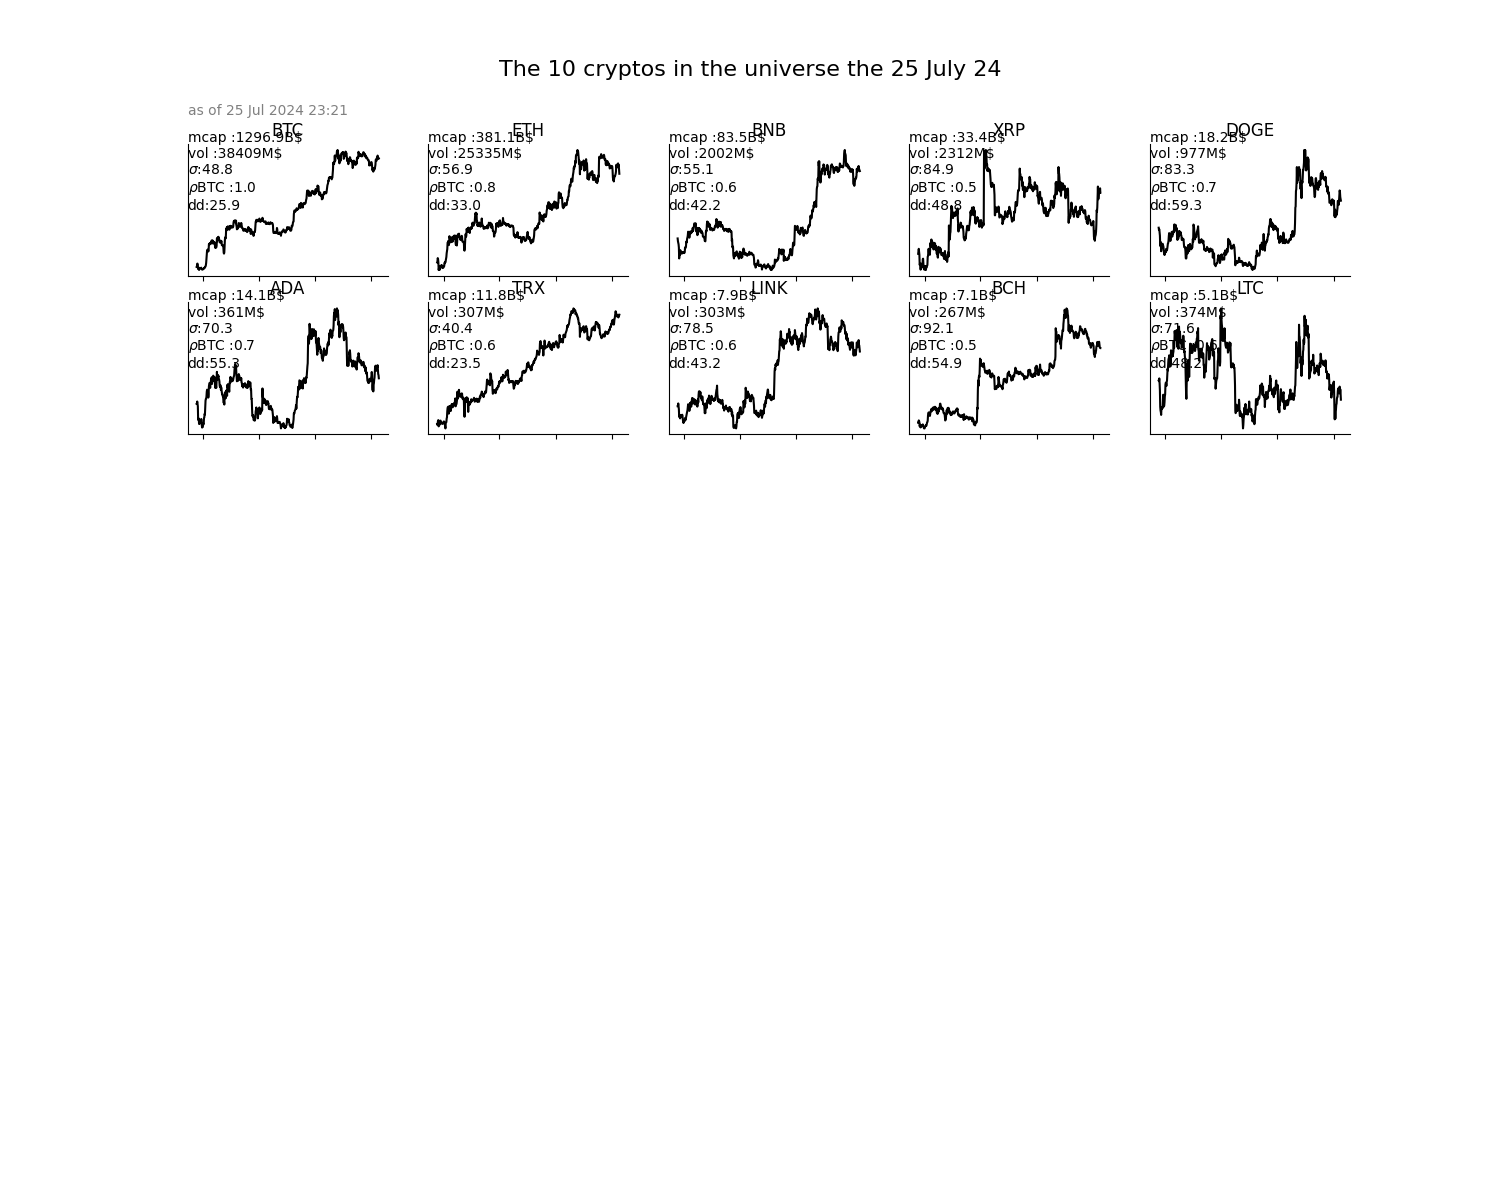 The 10 cryptos in the universe the 25 July 24
as of 25 Jul 2024 23:21
BTC
mcap :1296.9B$
vol :38409M$
σ:48.8
ρBTC :1.0
dd:25.9
ETH
mcap :381.1B$
vol :25335M$
σ:56.9
ρBTC :0.8
dd:33.0
BNB
mcap :83.5B$
vol :2002M$
σ:55.1
ρBTC :0.6
dd:42.2
XRP
mcap :33.4B$
vol :2312M$
σ:84.9
ρBTC :0.5
dd:48.8
DOGE
mcap :18.2B$
vol :977M$
σ:83.3
ρBTC :0.7
dd:59.3
ADA
mcap :14.1B$
vol :361M$
σ:70.3
ρBTC :0.7
dd:55.3
TRX
mcap :11.8B$
vol :307M$
σ:40.4
ρBTC :0.6
dd:23.5
LINK
mcap :7.9B$
vol :303M$
σ:78.5
ρBTC :0.6
dd:43.2
BCH
mcap :7.1B$
vol :267M$
σ:92.1
ρBTC :0.5
dd:54.9
LTC
mcap :5.1B$
vol :374M$
ρBTC :0.6
dd:48.2